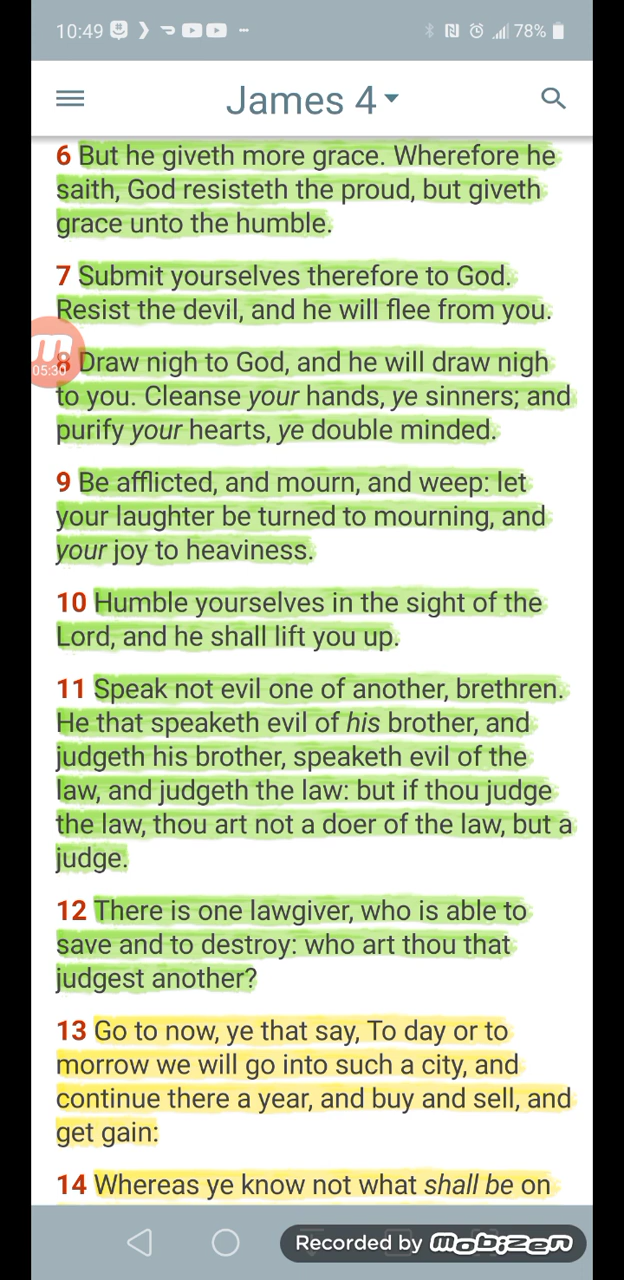 10:49 78%
James 4
6 But he giveth more grace. Wherefore he
saith, God resisteth the proud, but giveth
grace unto the humble.
7 Submit yourselves therefore to God.
Resist the devil, and he will flee from you.
8 Draw nigh to God, and he will draw nigh
05:30
to you. Cleanse your hands, ye sinners; and
purify your hearts, ye double minded.
9 Be afflicted, and mourn, and weep: let
your laughter be turned to mourning, and
your joy to heaviness.
10 Humble yourselves in the sight of the
Lord, and he shall lift you up.
11 Speak not evil one of another, brethren.
He that speaketh evil of his brother, and
judgeth his brother, speaketh evil of the
law, and judgeth the law: but if thou judge
the law, thou art not a doer of the law, but a
judge.
12 There is one lawgiver, who is able to
save and to destroy: who art thou that
judgest another?
13 Go to now, ye that say, To day or to
morrow we will go into such a city, and
continue there a year, and buy and sell, and
get gain:
14 Whereas ye know not what shall be on
Recorded by mobizen